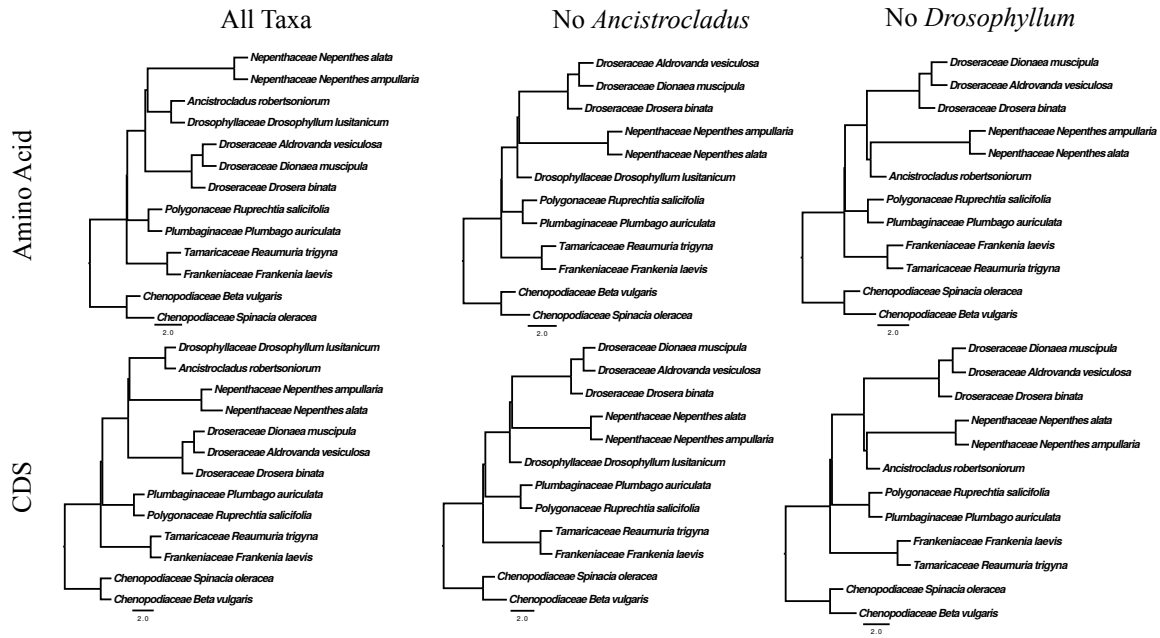 All Taxa
No Ancistrocladus
No Drosophyllum
Amino Acid
Nepenthaceae Nepenthes alata
Nepenthaceae Nepenthes ampullaria
Ancistrocladus robertsoniorum
Drosophyllaceae Drosophyllum lusitanicum
Droseraceae Aldrovanda vesiculosa
Droseraceae Dionaea muscipula
Droseraceae Drosera binata
Polygonaceae Ruprechtia salicifolia
Plumbaginaceae Plumbago auriculata
Tamaricaceae Reaumuria trigyna
Frankeniaceae Frankenia laevis
Chenopodiaceae Beta vulgaris
Chenopodiaceae Spinacia oleracea
2.0
Droseraceae Aldrovanda vesiculosa
Droseraceae Dionaea muscipula
Droseraceae Drosera binata
Nepenthaceae Nepenthes ampullaria
Nepenthaceae Nepenthes alata
Drosophyllaceae Drosophyllum lusitanicum
Polygonaceae Ruprechtia salicifolia
Plumbaginaceae Plumbago auriculata
Tamaricaceae Reaumuria trigyna
Frankeniaceae Frankenia laevis
Chenopodiaceae Beta vulgaris
Chenopodiaceae Spinacia oleracea
2.0
Droseraceae Dionaea muscipula
Droseraceae Aldrovanda vesiculosa
Droseraceae Drosera binata
Nepenthaceae Nepenthes ampullaria
Nepenthaceae Nepenthes alata
Ancistrocladus robertsoniorum
Polygonaceae Ruprechtia salicifolia
Plumbaginaceae Plumbago auriculata
Frankeniaceae Frankenia laevis
Tamaricaceae Reaumuria trigyna
Chenopodiaceae Spinacia oleracea
Chenopodiaceae Beta vulgaris
2.0
CDS
Drosophyllaceae Drosophyllum lusitanicum
Ancistrocladus robertsoniorum
Nepenthaceae Nepenthes ampullaria
Nepenthaceae Nepenthes alata
Droseraceae Dionaea muscipula
Droseraceae Aldrovanda vesiculosa
Droseraceae Drosera binata
Plumbaginaceae Plumbago auriculata
Polygonaceae Ruprechtia salicifolia
Tamaricaceae Reaumuria trigyna
Frankeniaceae Frankenia laevis
Chenopodiaceae Spinacia oleracea
Chenopodiaceae Beta vulgaris
2.0
Droseraceae Dionaea muscipula
Droseraceae Aldrovanda vesiculosa
Droseraceae Drosera binata
Nepenthaceae Nepenthes alata
Nepenthaceae Nepenthes ampullaria
Drosophyllaceae Drosophyllum lusitanicum
Plumbaginaceae Plumbago auriculata
Polygonaceae Ruprechtia salicifolia
Tamaricaceae Reaumuria trigyna
Frankeniaceae Frankenia laevis
Chenopodiaceae Spinacia oleracea
Chenopodiaceae Beta vulgaris
2.0
Droseraceae Dionaea muscipula
Droseraceae Aldrovanda vesiculosa
Droseraceae Drosera binata
Nepenthaceae Nepenthes alata
Nepenthaceae Nepenthes ampullaria
Ancistrocladus robertsoniorum
Polygonaceae Ruprechtia salicifolia
Plumbaginaceae Plumbago auriculata
Frankeniaceae Frankenia laevis
Tamaricaceae Reaumuria trigyna
Chenopodiaceae Spinacia oleracea
Chenopodiaceae Beta vulgaris
2.0